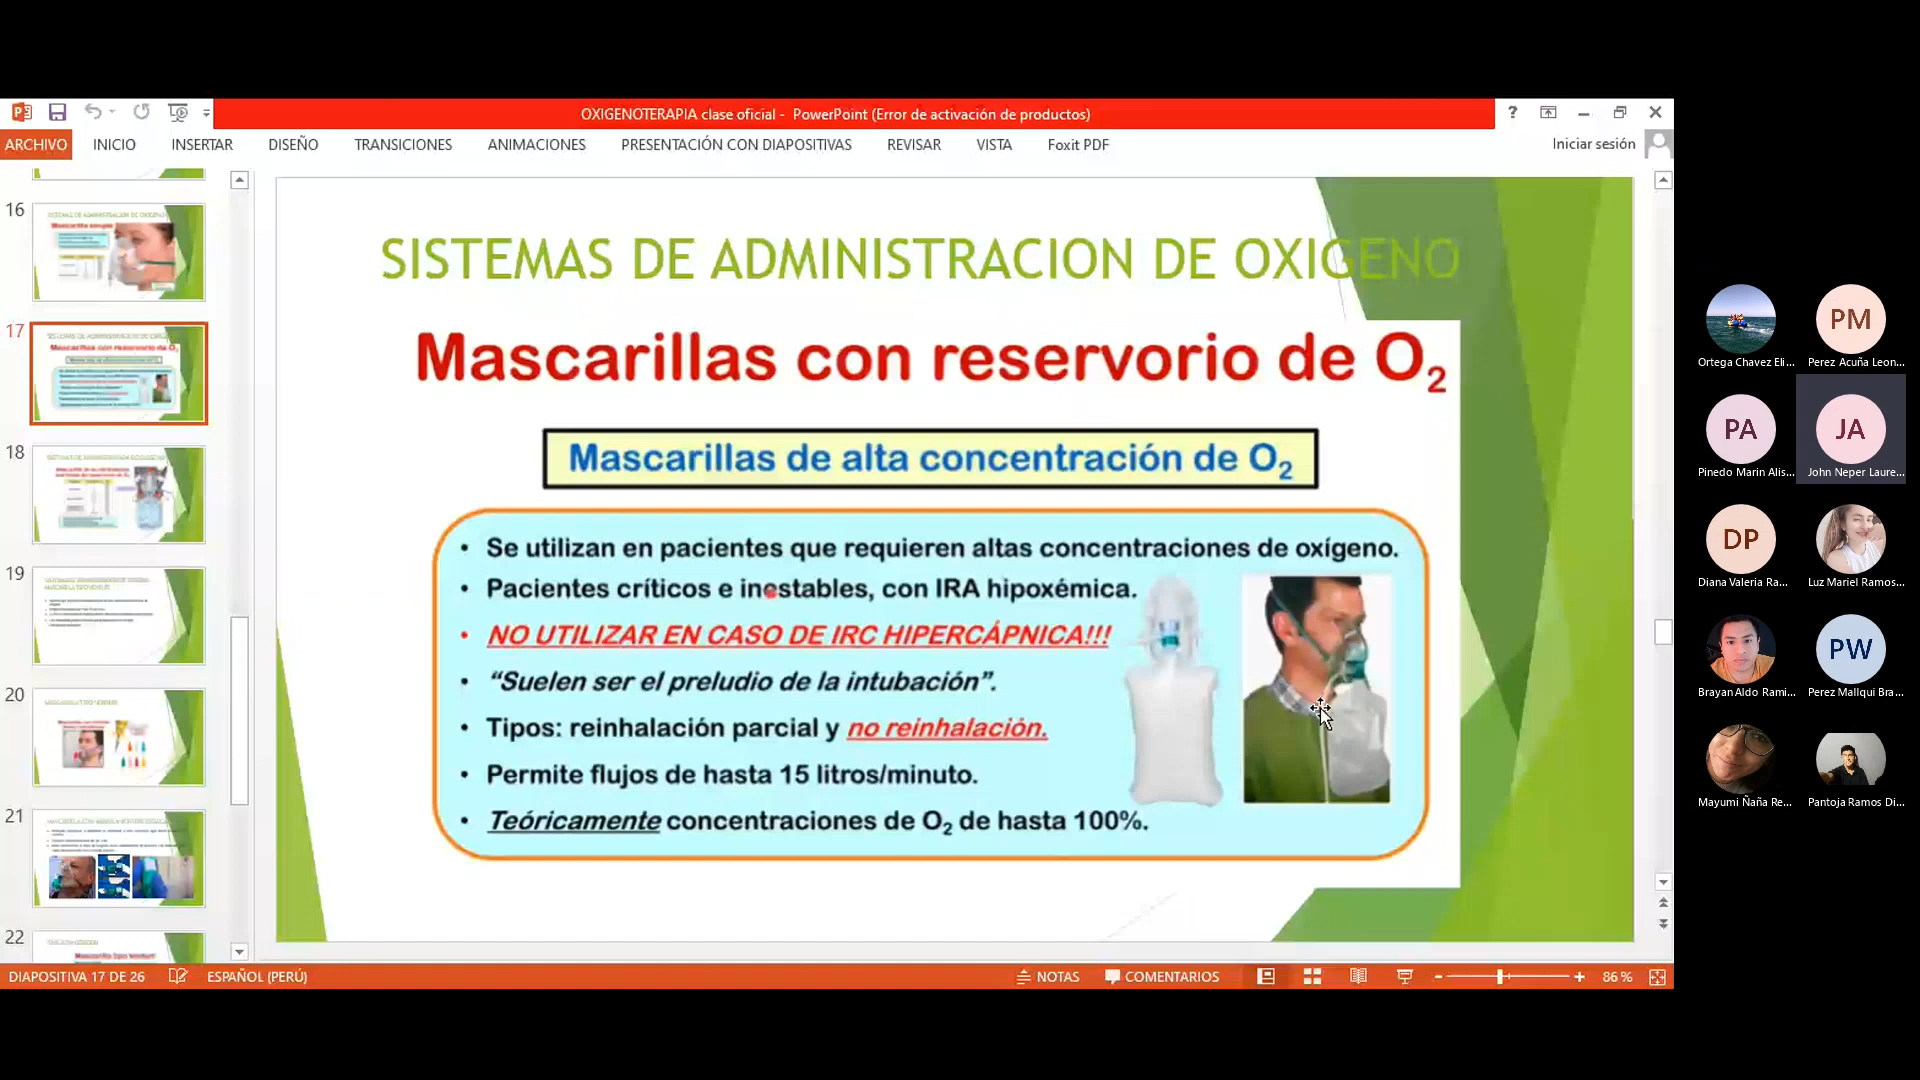 OXIGENOTERAPIA clase oficial - PowerPoint (Error de activación de productos)
ARCHIVO INICIO INSERTAR DISEÑO TRANSICIONES ANIMACIONES PRESENTACIÓN CON DIAPOSITIVAS REVISAR VISTA Foxit PDF Iniciar sesión
16
17
18
19
20
21
22
SISTEMAS DE ADMINISTRACION DE OXIGENO
Mascarillas con reservorio de O2
Mascarillas de alta concentración de O2
• Se utilizan en pacientes que requieren altas concentraciones de oxígeno.
• Pacientes críticos e inestables, con IRA hipoxémica.
• NO UTILIZAR EN CASO DE IRC HIPERCÁPNICA!!!
• “Suelen ser el preludio de la intubación”.
• Tipos: reinhalación parcial y no reinhalación.
• Permite flujos de hasta 15 litros/minuto.
• Teóricamente concentraciones de O2 de hasta 100%.
DIAPOSITIVA 17 DE 26 ESPAÑOL (PERÚ) NOTAS COMENTARIOS 86 %
PM
Ortega Chavez Eli... Perez Acuña Leon...
PA JA
Pinedo Marin Alis... John Neper Laure...
DP
Diana Valeria Ra... Luz Mariel Ramos...
PW
Brayan Aldo Rami... Perez Mallqui Bra...
Mayumi Ñaña Re... Pantoja Ramos Di...